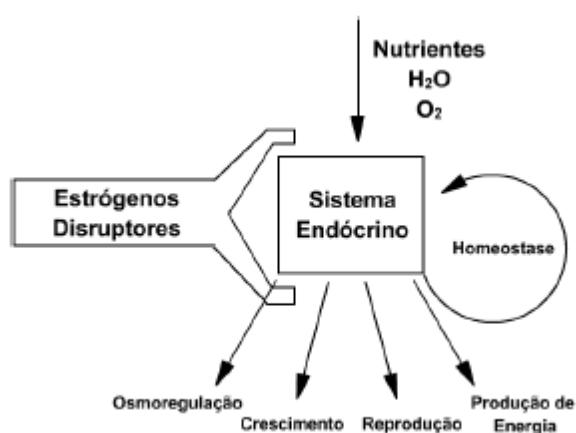 Nutrientes
H₂O
O₂
Estrógenos
Disruptores
Sistema
Endócrino
Homeostase
Osmoregulação
Crescimento
Reprodução
Produção de
Energia